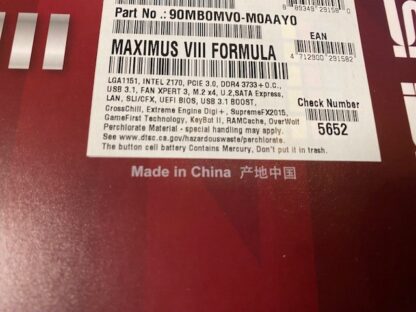 Part No.: 90MB0MV0-M0AAY0
MAXIMUS VIII FORMULA
EAN
4 712900 291582
LGA1151, INTEL Z170, PCIE 3.0, DDR4 3733+O.C.,
USB 3.1, FAN XPERT 3, M.2 x4, U.2,SATA Express,
LAN, SLI/CFX, UEFI BIOS, USB 3.1 BOOST,
CrossChill, Extreme Engine Digi+, SupremeFX2015,
GameFirst Technology, KeyBot II, RAMCache, OverWolf
Perchlorate Material - special handling may apply.
See www.dtsc.ca.gov/hazardouswaste/perchlorate.
The button cell battery Contains Mercury, Don't put it in trash.
Check Number
5652
Made in China 产地中国
VIII